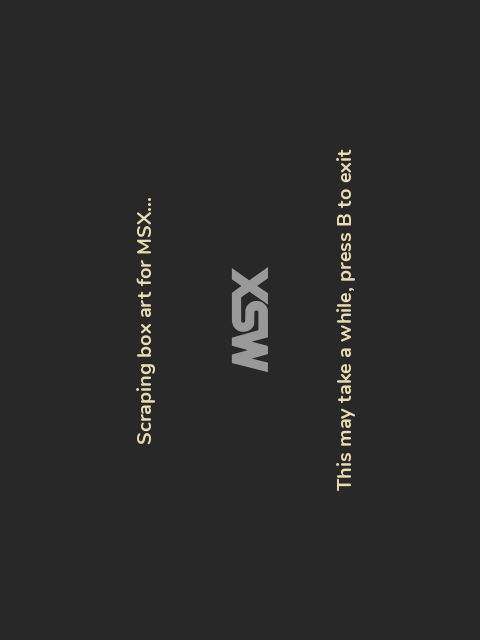 Scraping box art for MSX...
MSX
This may take a while, press B to exit